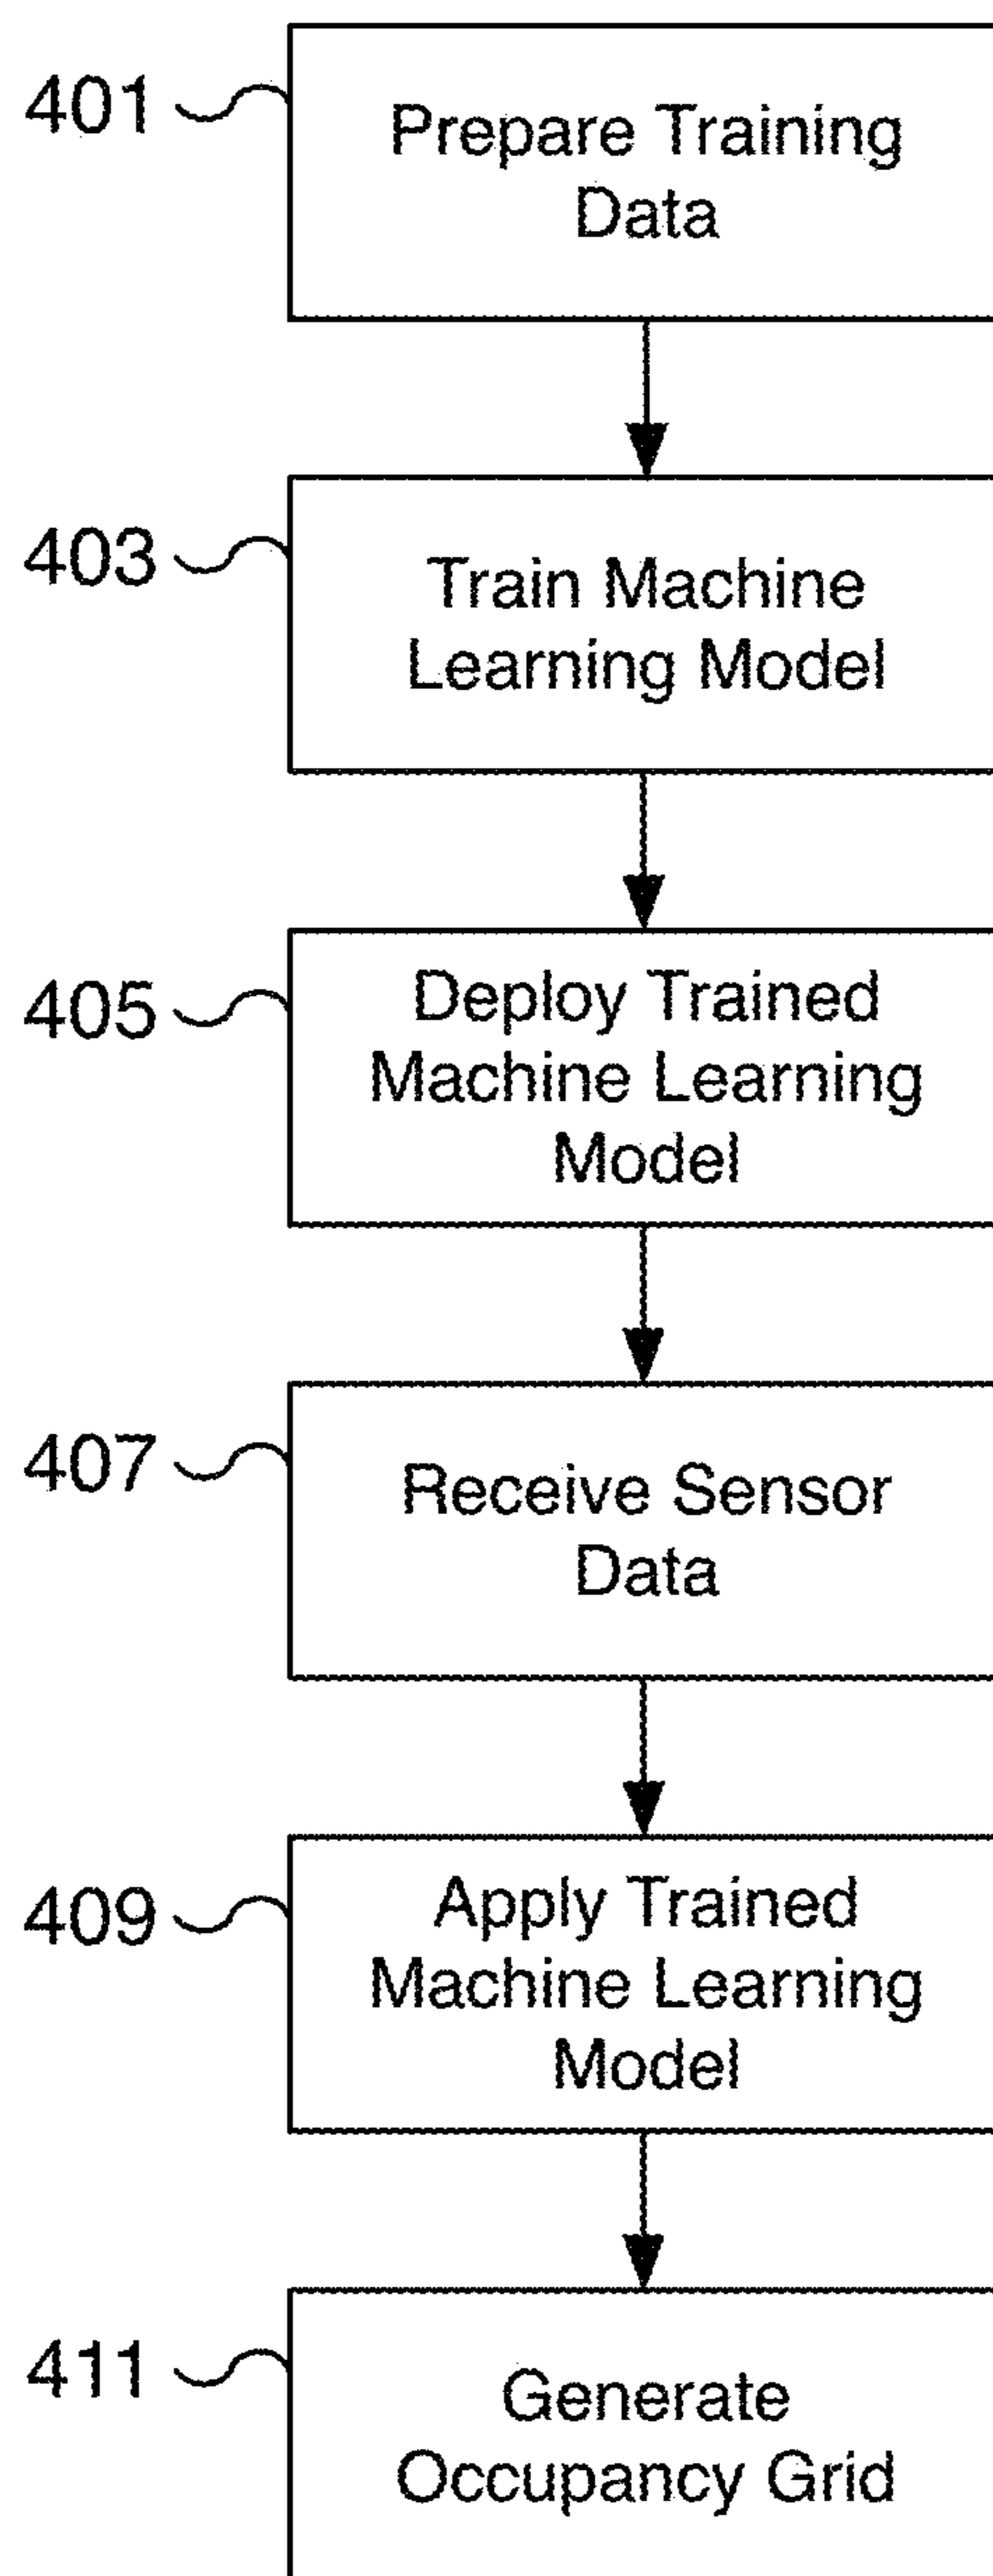 401
Prepare Training
Data
403
Train Machine
Learning Model
405
Deploy Trained
Machine Learning
Model
407
Receive Sensor
Data
409
Apply Trained
Machine Learning
Model
411
Generate
Occupancy Grid